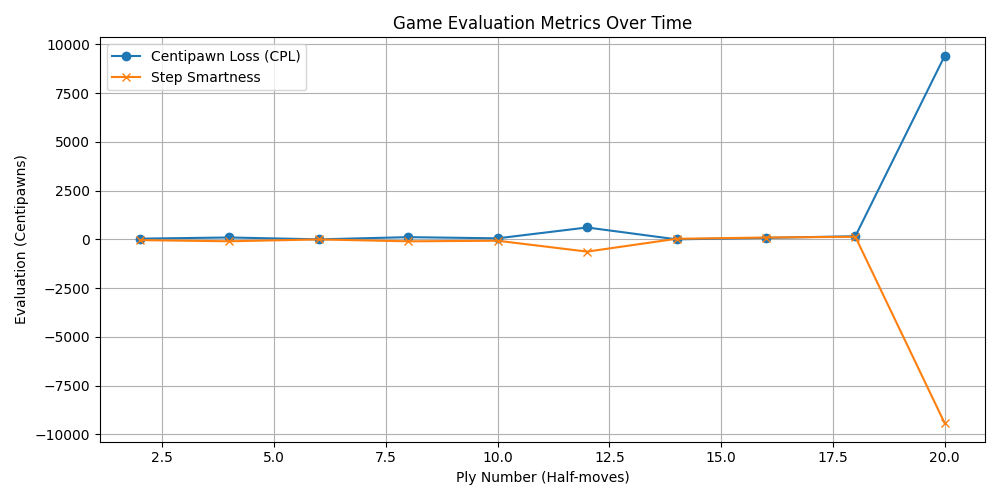 Game Evaluation Metrics Over Time
Centipawn Loss (CPL)
Step Smartness
Evaluation (Centipawns)
10000
7500
5000
2500
0
−2500
−5000
−7500
−10000
2.5 5.0 7.5 10.0 12.5 15.0 17.5 20.0
Ply Number (Half-moves)